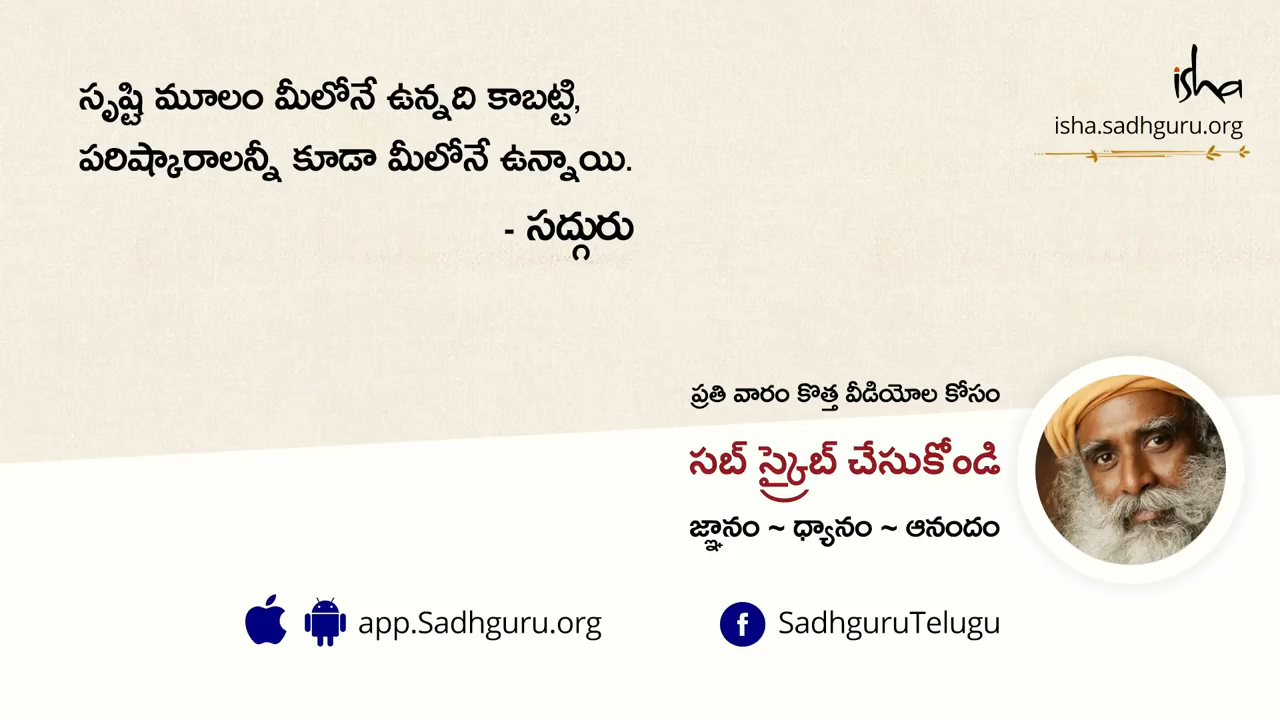 సృష్టి మూలం మీలోనే ఉన్నది కాబట్టి,
పరిష్కారాలన్నీ కూడా మీలోనే ఉన్నాయి.
- సద్గురు
isha
isha.sadhguru.org
ప్రతి వారం కొత్త వీడియోల కోసం
సబ్ స్క్రైబ్ చేసుకోండి
జ్ఞానం ~ ధ్యానం ~ ఆనందం
app.Sadhguru.org
f SadhguruTelugu